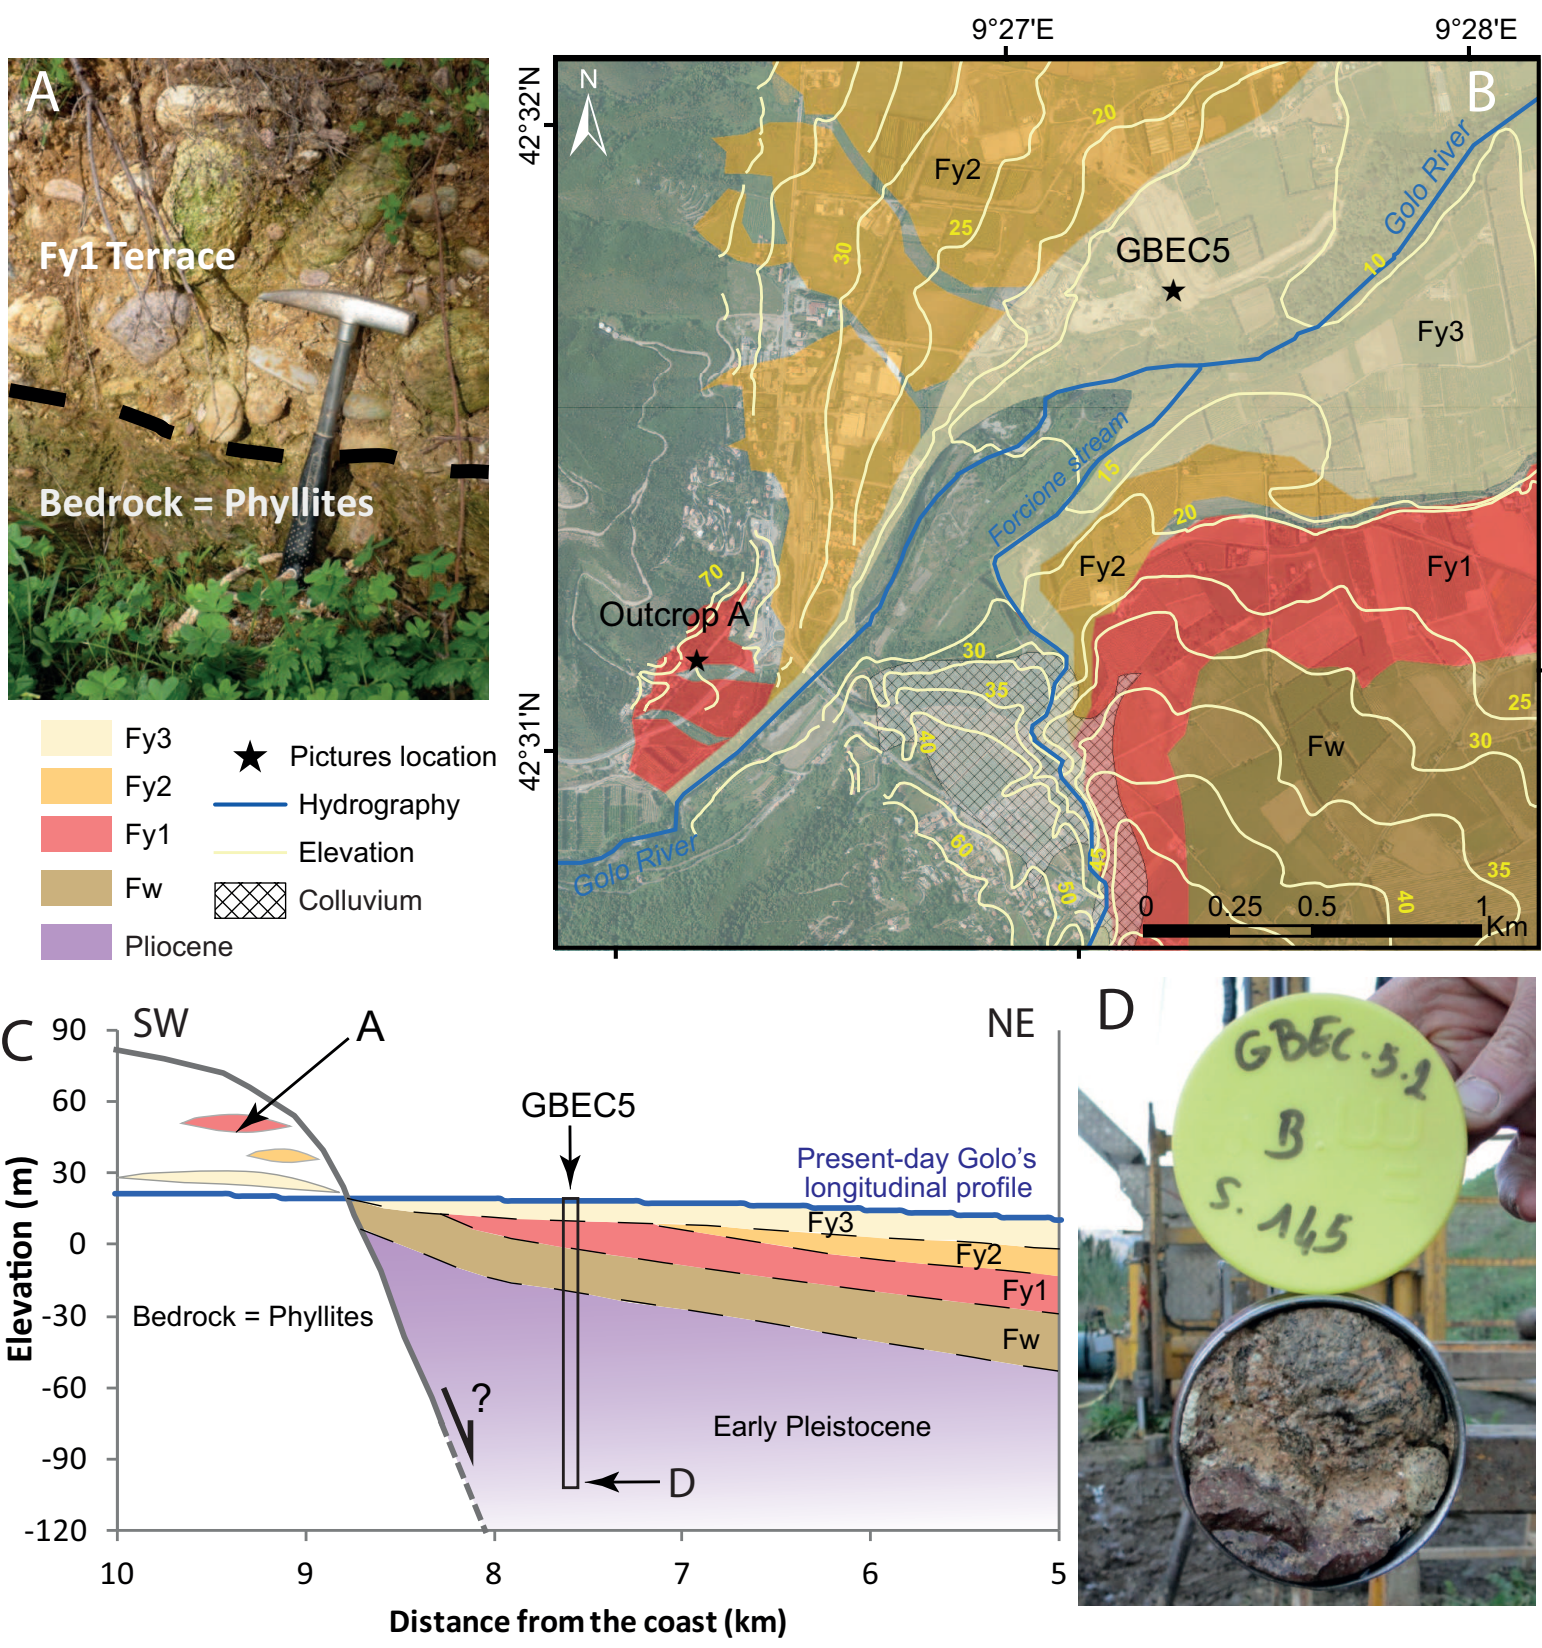 A
Fy1 Terrace
Bedrock = Phyllites
9°27'E
9°28'E
42°32'N
42°31'N
N
B
20
Fy2
25
30
GBEC5
Golo River
10
Fy3
Forcione stream
15
20
Fy2
Fy1
70
Outcrop A
30
35
40
Fw
25
30
60
45
50
35
40
Golo River
0 0.25 0.5 1
Km
Fy3
Fy2
Fy1
Fw
Pliocene
Pictures location
Hydrography
Elevation
Colluvium
C
SW
NE
A
GBEC5
Present-day Golo's
longitudinal profile
Fy3
Fy2
Fy1
Fw
Bedrock = Phyllites
?
Early Pleistocene
D
Elevation (m)
90
60
30
0
-30
-60
-90
-120
10 9 8 7 6 5
Distance from the coast (km)
D
GBEC.5.2
B
S. 145